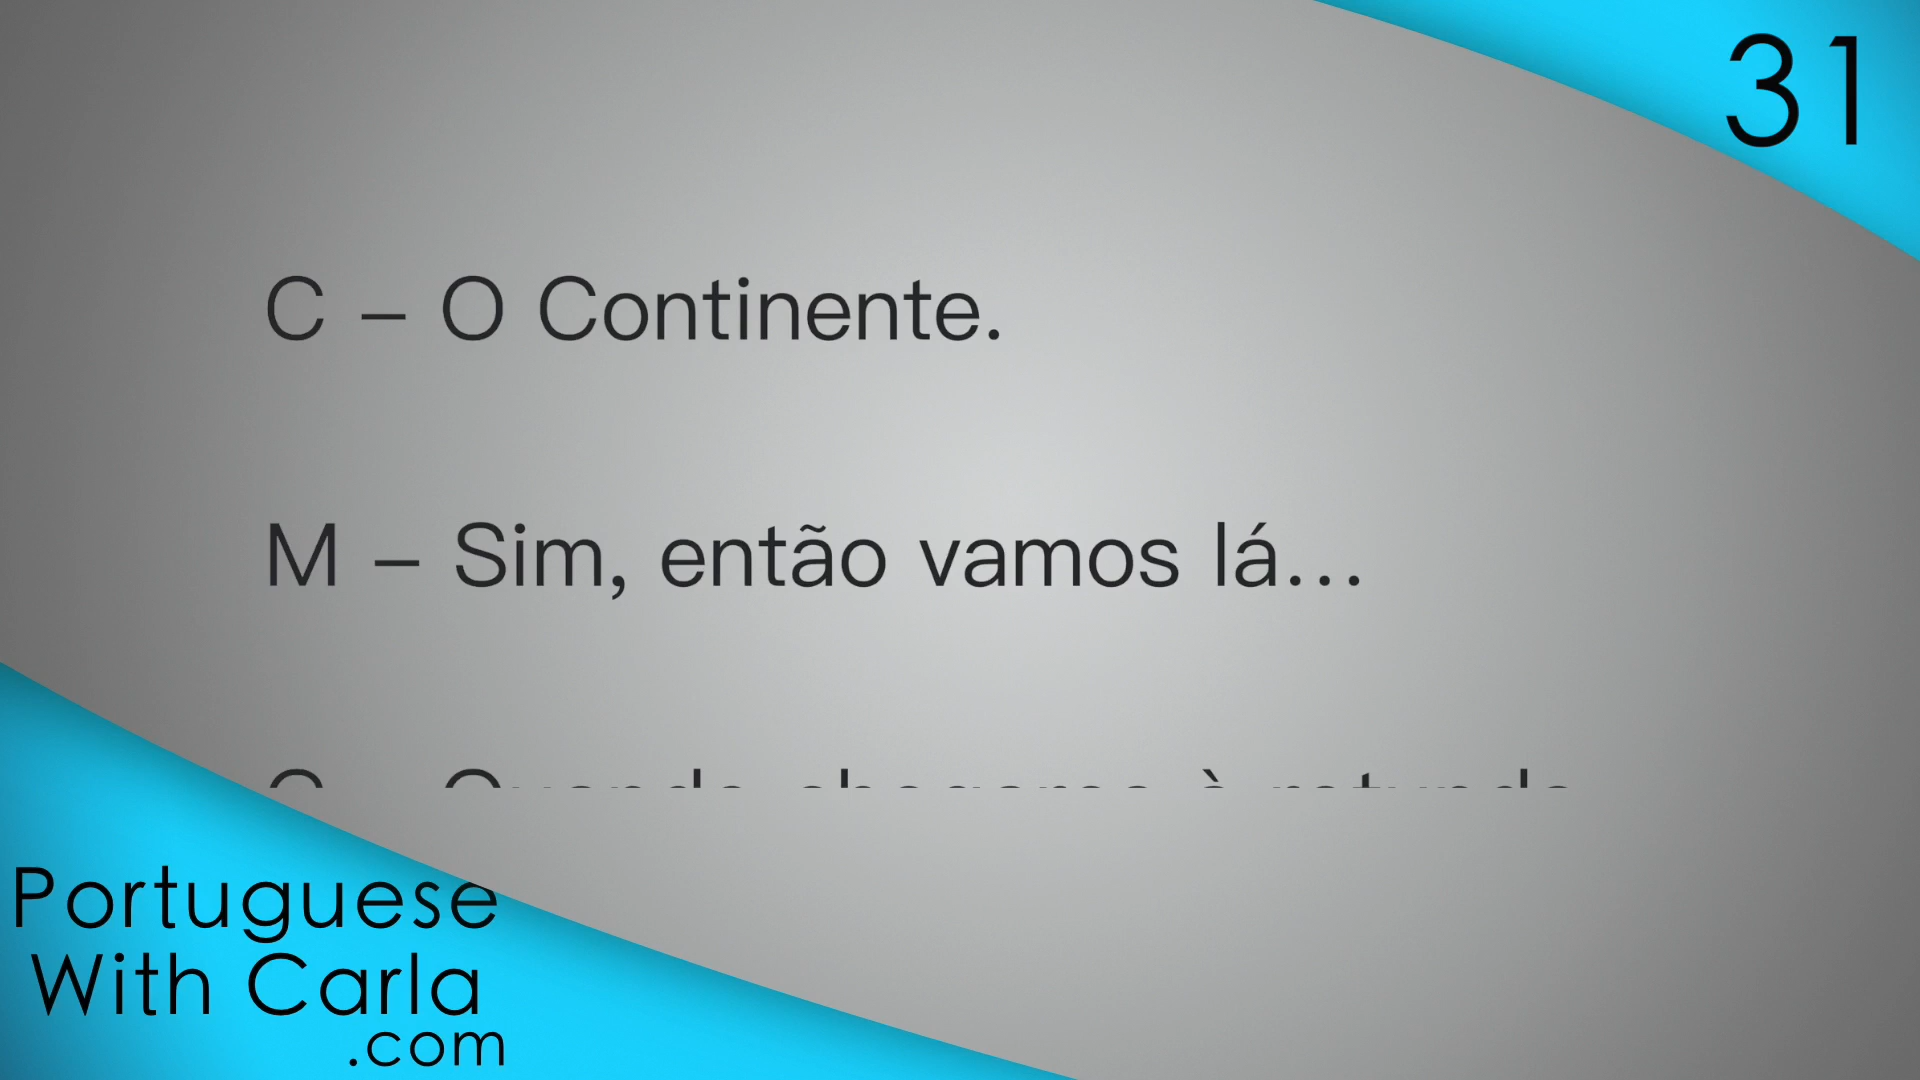 31
C – O Continente.
M – Sim, então vamos lá...
Portuguese
With Carla
.com